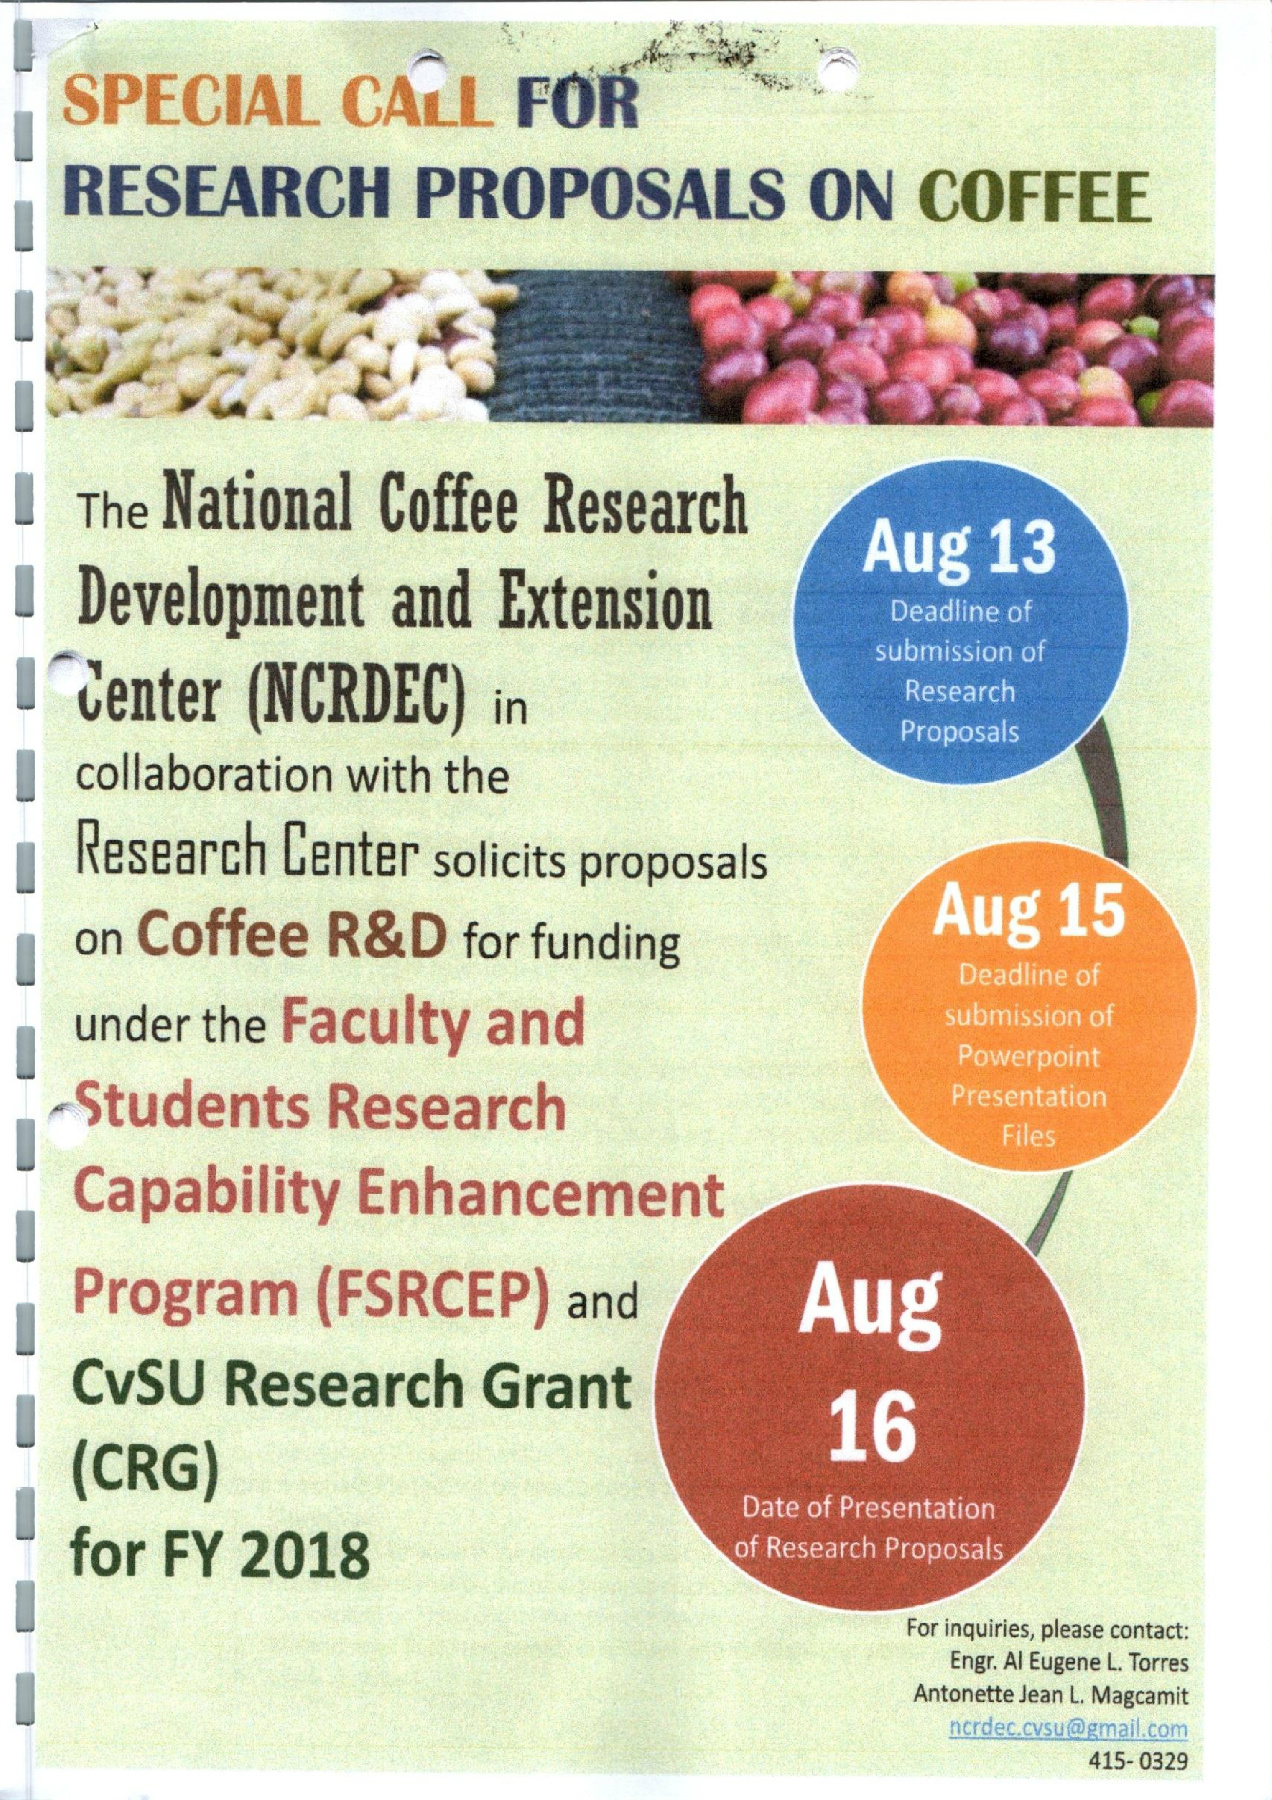 SPECIAL CALL FOR
RESEARCH PROPOSALS ON COFFEE
The National Coffee Research
Development and Extension
Center (NCRDEC) in
collaboration with the
Research Center solicits proposals
on Coffee R&D for funding
under the Faculty and
Students Research
Capability Enhancement
Program (FSRCEP) and
CvSU Research Grant
(CRG)
for FY 2018
Aug 13
Deadline of
submission of
Research
Proposals
Aug 15
Deadline of
submission of
Powerpoint
Presentation
Files
Aug
16
Date of Presentation
of Research Proposals
For inquiries, please contact:
Engr. Al Eugene L. Torres
Antonette Jean L. Magcamit
ncrdec.cvsu@gmail.com
415- 0329